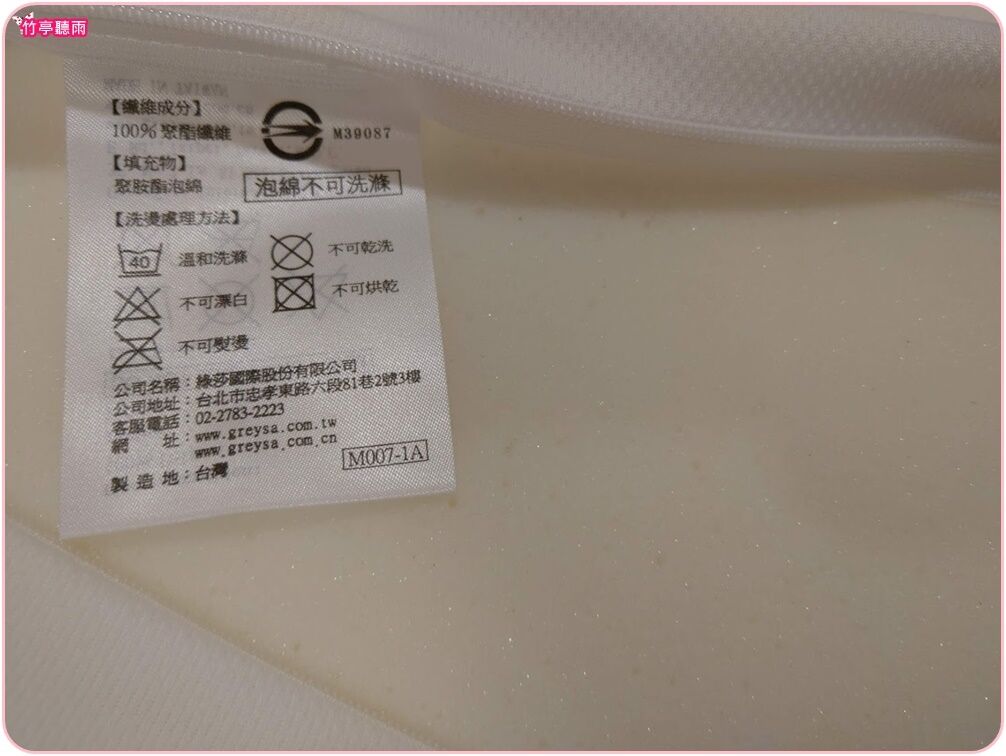 竹亭聽雨
【纖維成分】
100% 聚酯纖維
M39087
【填充物】
聚胺酯泡綿
泡綿不可洗滌
【洗燙處理方法】
40 溫和洗滌 不可乾洗
不可漂白 不可烘乾
不可熨燙
公司名稱：綠莎國際股份有限公司
公司地址：台北市忠孝東路六段81巷2號3樓
客服電話：02-2783-2223
網 址：www.greysa.com.tw
www.greysa.com.cn
製 造 地：台灣
M007-1A